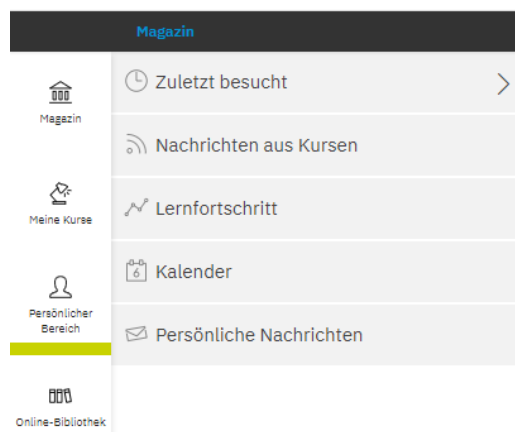 Magazin
Magazin
Meine Kurse
Persönlicher
Bereich
Online-Bibliothek
Zuletzt besucht
Nachrichten aus Kursen
Lernfortschritt
6
Kalender
Persönliche Nachrichten